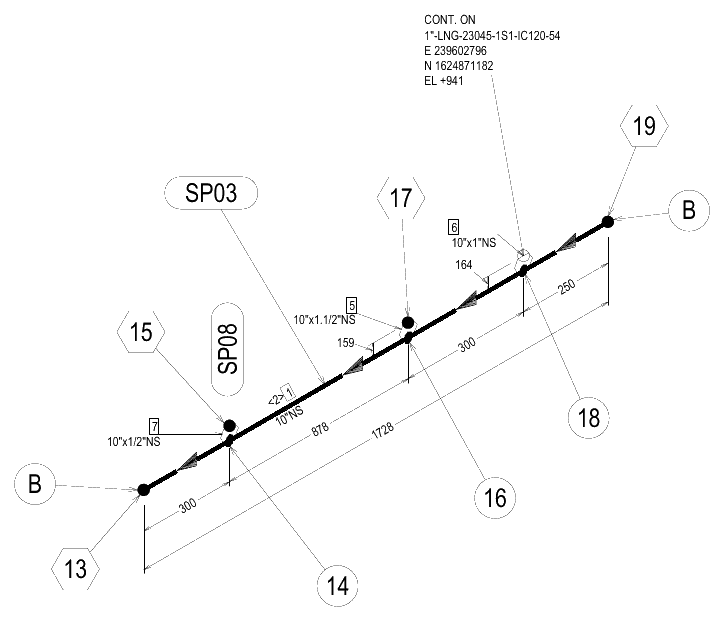 CONT. ON
1"-LNG-23045-1S1-IC120-54
E 239602796
N 1624871182
EL +941
19
SP03
17
B
6
10"x1"NS
164
250
5
10"x1.1/2"NS
15
SP08
159
300
18
<2> 1
10"NS
878
1728
7
10"x1/2"NS
B
16
300
13
14